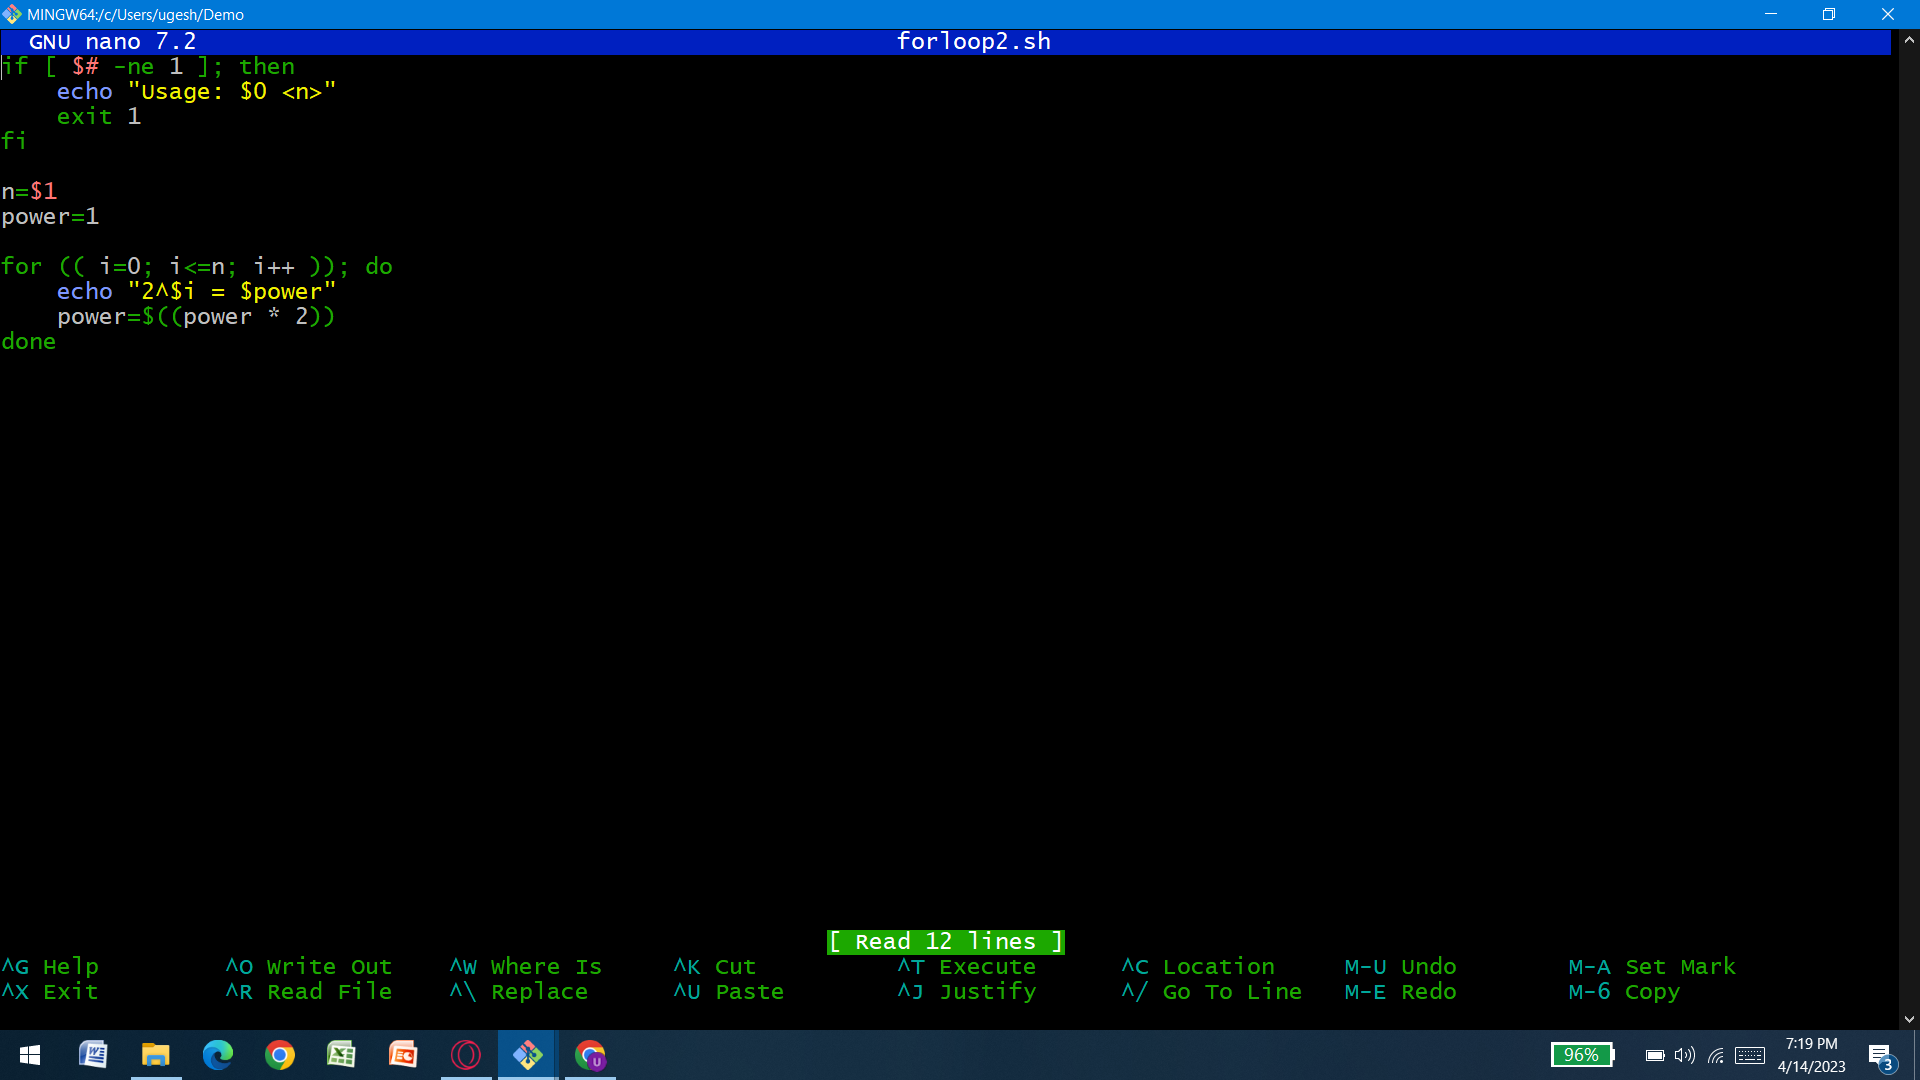 MINGW64:/c/Users/ugesh/Demo
GNU nano 7.2 forloop2.sh
if [ $# -ne 1 ]; then
    echo "Usage: $0 <n>"
    exit 1
fi

n=$1
power=1

for (( i=0; i<=n; i++ )); do
    echo "2^$i = $power"
    power=$((power * 2))
done
[ Read 12 lines ]
^G Help ^O Write Out ^W Where Is ^K Cut ^T Execute ^C Location M-U Undo M-A Set Mark
^X Exit ^R Read File ^\ Replace ^U Paste ^J Justify ^/ Go To Line M-E Redo M-6 Copy
96%
7:19 PM
4/14/2023
3
U